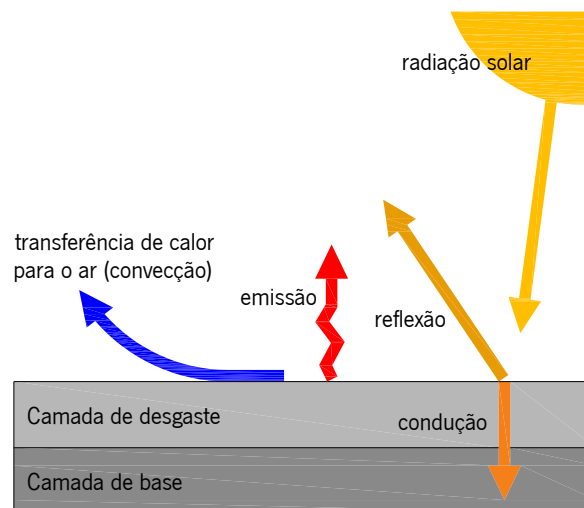 radiação solar
transferência de calor
para o ar (convecção)
emissão
reflexão
Camada de desgaste
condução
Camada de base